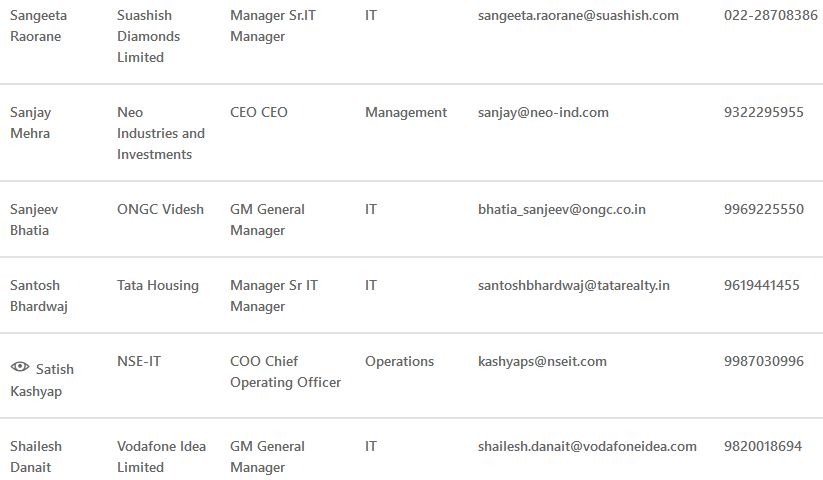 Sangeeta Suashish Manager Sr.IT IT sangeeta.raorane@suashish.com 022-28708386
Raorane Diamonds Manager
Limited
Sanjay Neo CEO CEO Management sanjay@neo-ind.com 9322295955
Mehra Industries and
Investments
Sanjeev ONGC Videsh GM General IT bhatia_sanjeev@ongc.co.in 9969225550
Bhatia Manager
Santosh Tata Housing Manager Sr IT IT santoshbhardwaj@tatarealty.in 9619441455
Bhardwaj Manager
Satish NSE-IT COO Chief Operations kashyaps@nseit.com 9987030996
Kashyap Operating Officer
Shailesh Vodafone Idea GM General IT shailesh.danait@vodafoneidea.com 9820018694
Danait Limited Manager